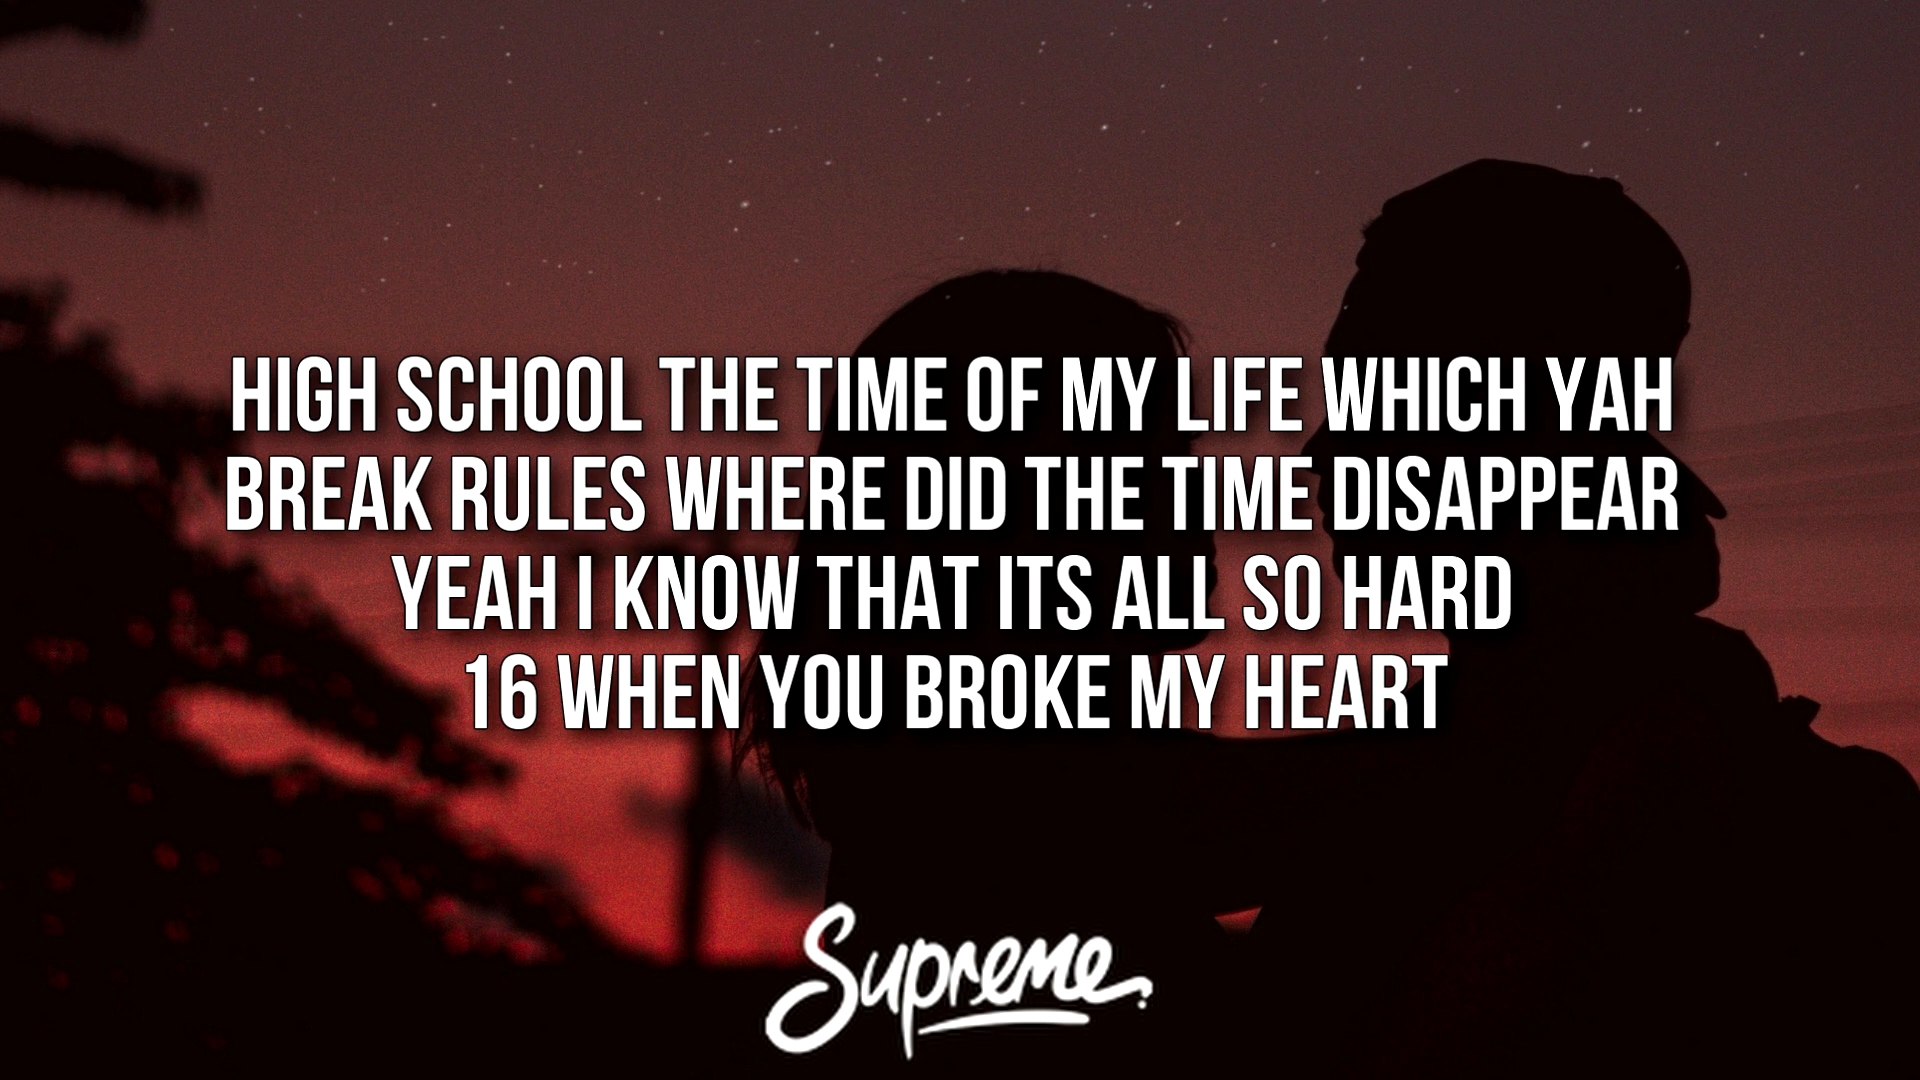 HIGH SCHOOL THE TIME OF MY LIFE WHICH YAH
BREAK RULES WHERE DID THE TIME DISAPPEAR
YEAH I KNOW THAT ITS ALL SO HARD
16 WHEN YOU BROKE MY HEART
Supreme.